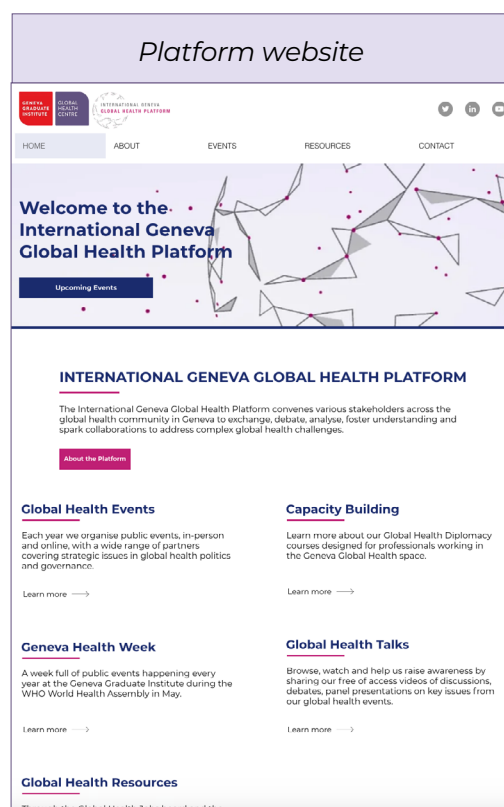 Platform website
GENEVA
GRADUATE
INSTITUTE
GLOBAL
HEALTH
CENTRE
INTERNATIONAL GENEVA
GLOBAL HEALTH PLATFORM
HOME ABOUT EVENTS RESOURCES CONTACT
Welcome to the
International Geneva
Global Health Platform
Upcoming Events
INTERNATIONAL GENEVA GLOBAL HEALTH PLATFORM
The International Geneva Global Health Platform convenes various stakeholders across the
global health community in Geneva to exchange, debate, analyse, foster understanding and
spark collaborations to address complex global health challenges.
About the Platform
Global Health Events
Each year we organise public events, in-person
and online, with a wide range of partners
covering strategic issues in global health politics
and governance.
Learn more
Capacity Building
Learn more about our Global Health Diplomacy
courses designed for professionals working in
the Geneva Global Health space.
Learn more
Geneva Health Week
A week full of public events happening every
year at the Geneva Graduate Institute during the
WHO World Health Assembly in May.
Learn more
Global Health Talks
Browse, watch and help us raise awareness by
sharing our free of access videos of discussions,
debates, panel presentations on key issues from
our global health events.
Learn more
Global Health Resources